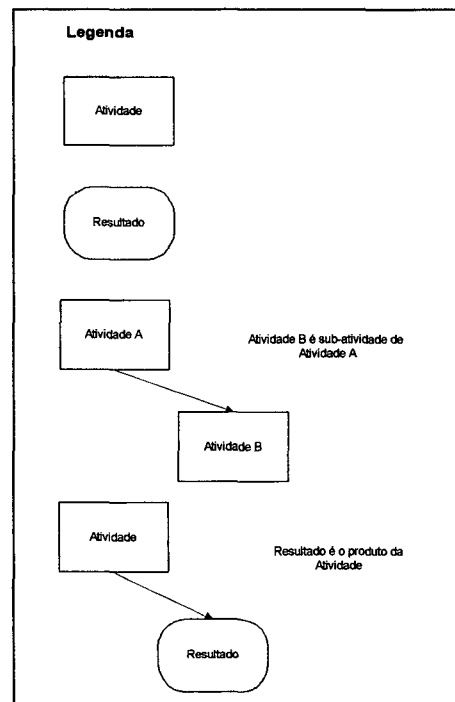 Legenda
Atividade
Resultado
Atividade A
Atividade B é sub-atividade de
Atividade A
Atividade B
Atividade
Resultado é o produto da
Atividade
Resultado